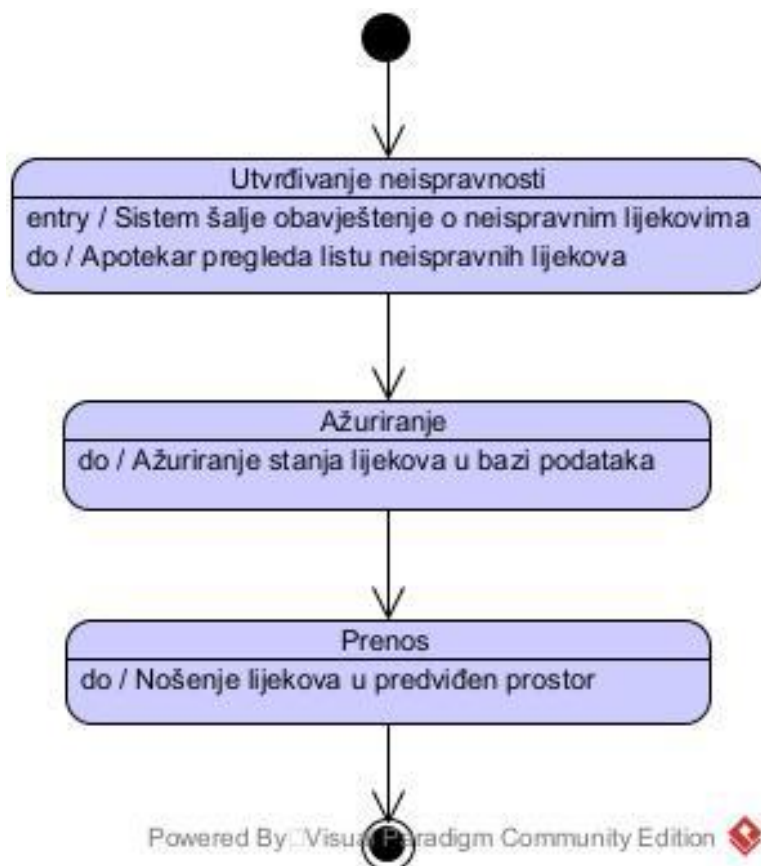 Utvrđivanje neispravnosti
entry / Sistem šalje obavještenje o neispravnim lijekovima
do / Apotekar pregleda listu neispravnih lijekova
Ažuriranje
do / Ažuriranje stanja lijekova u bazi podataka
Prenos
do / Nošenje lijekova u predviđen prostor
Powered By Visual Paradigm Community Edition